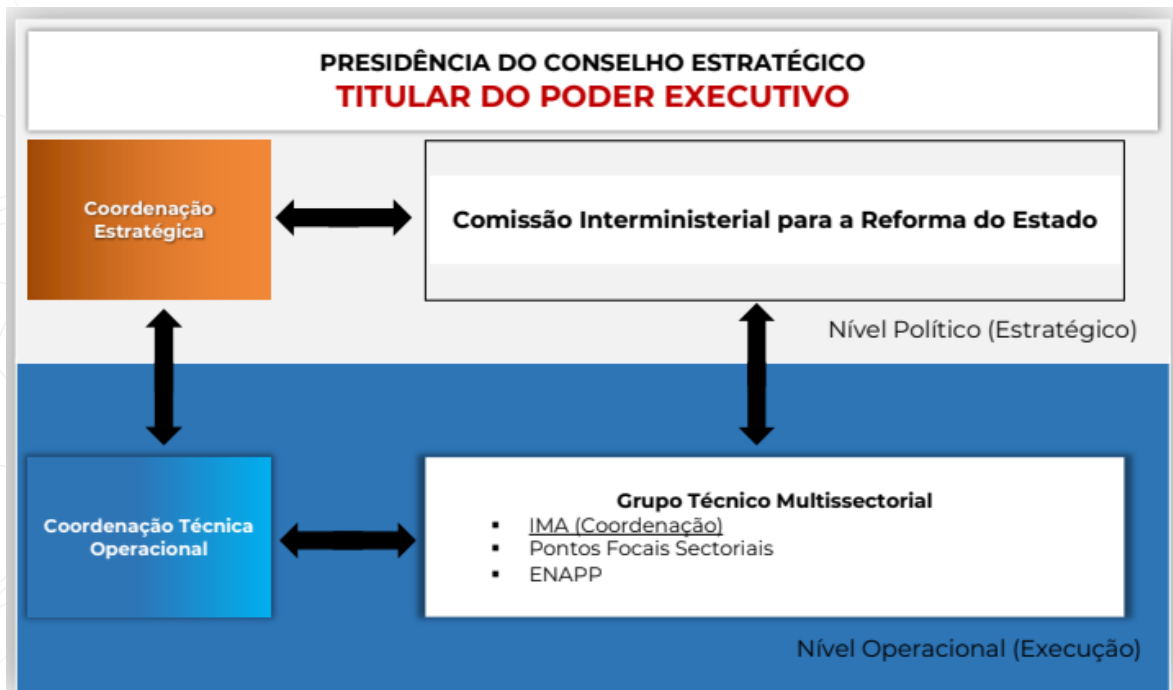 PRESIDÊNCIA DO CONSELHO ESTRATÉGICO
TITULAR DO PODER EXECUTIVO
Coordenação
Estratégica
Comissão Interministerial para a Reforma do Estado
Nível Político (Estratégico)
Coordenação Técnica
Operacional
Grupo Técnico Multissectorial
▪ IMA (Coordenação)
▪ Pontos Focais Sectoriais
▪ ENAPP
Nível Operacional (Execução)